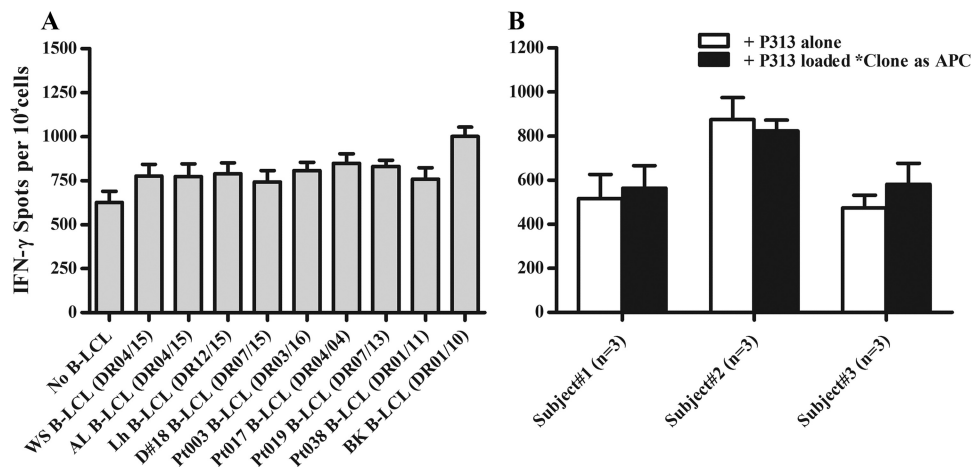 A
IFN-γ Spots per 10⁴cells
1500
1250
1000
750
500
250
0
No B-LCL
WS B-LCL (DR04/15)
AL B-LCL (DR04/15)
Lh B-LCL (DR12/15)
D#18 B-LCL (DR07/15)
Pt003 B-LCL (DR03/16)
Pt017 B-LCL (DR04/04)
Pt019 B-LCL (DR07/13)
Pt038 B-LCL (DR01/11)
BK B-LCL (DR01/10)
B
+ P313 alone
+ P313 loaded *Clone as APC
1200
1000
800
600
400
200
0
Subject#1 (n=3)
Subject#2 (n=3)
Subject#3 (n=3)